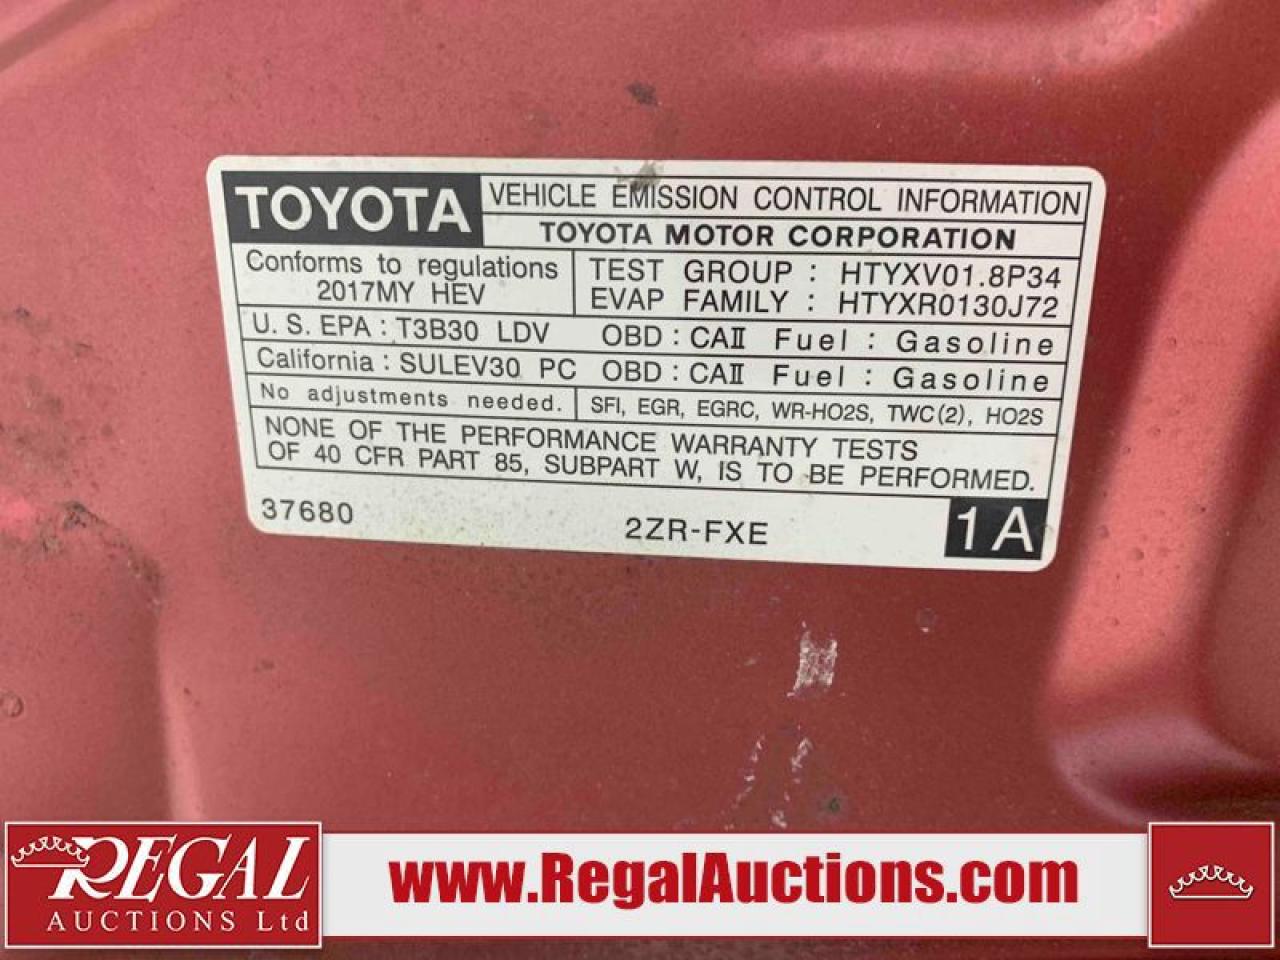 TOYOTA VEHICLE EMISSION CONTROL INFORMATION
TOYOTA MOTOR CORPORATION
Conforms to regulations
2017MY HEV
TEST GROUP : HTYXV01.8P34
EVAP FAMILY : HTYXR0130J72
U.S. EPA : T3B30 LDV OBD : CAⅡ Fuel : Gasoline
California : SULEV30 PC OBD : CAⅡ Fuel : Gasoline
No adjustments needed. SFI, EGR, EGRC, WR-HO2S, TWC(2), HO2S
NONE OF THE PERFORMANCE WARRANTY TESTS
OF 40 CFR PART 85, SUBPART W, IS TO BE PERFORMED.
37680 2ZR-FXE 1A
REGAL
AUCTIONS Ltd
www.RegalAuctions.com